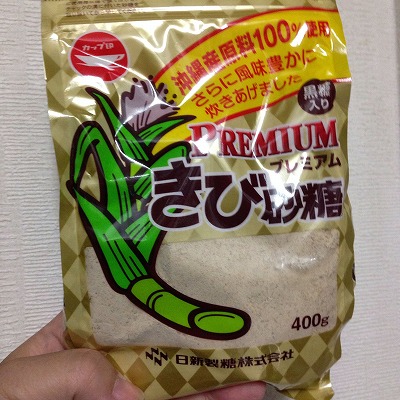 カップ印
沖縄産原料100%使用
さらに風味豊かに
炊きあげました
黒糖
入り
PREMIUM
プレミアム
きび砂糖
400g
日新製糖株式会社